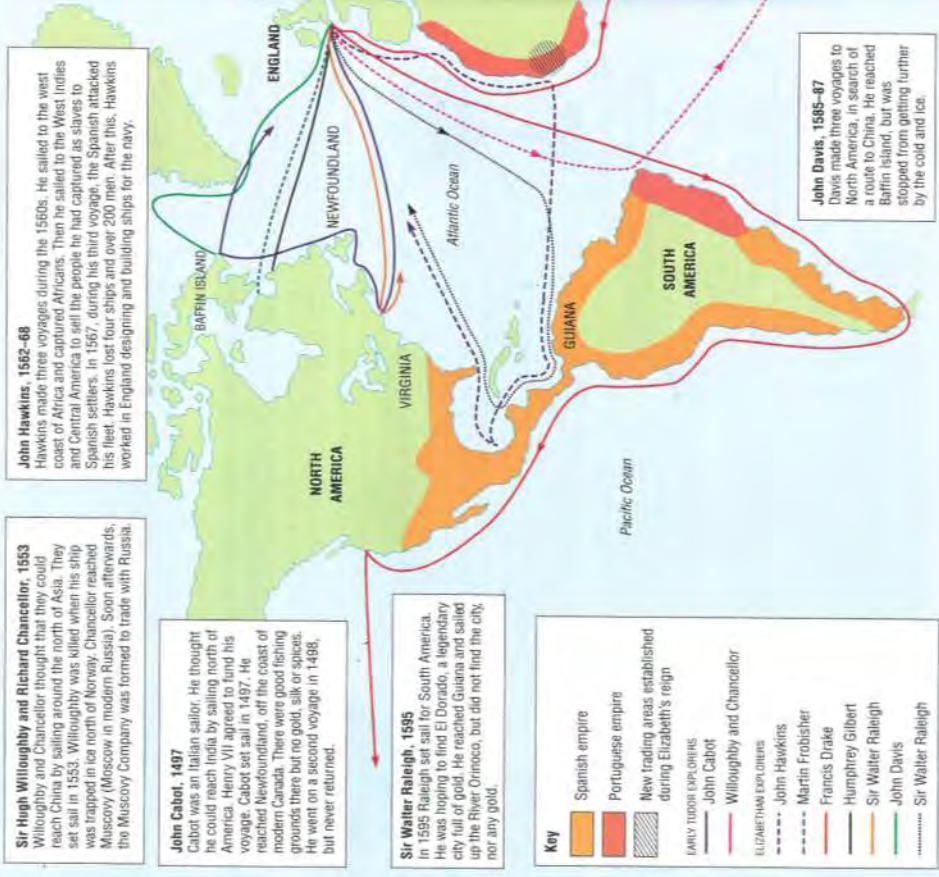 Sir Hugh Willoughby and Richard Chancellor, 1553
Willoughby and Chancellor thought that they could
reach China by sailing around the north of Asia. They
set sail in 1553. Willoughby was killed when his ship
was trapped in ice north of Norway. Chancellor reached
Muscovy (Moscow in modern Russia). Soon afterwards,
the Muscovy Company was formed to trade with Russia.
John Hawkins, 1562–68
Hawkins made three voyages during the 1560s. He sailed to the west
coast of Africa and captured Africans. Then he sailed to the West Indies
and Central America to sell the people he had captured as slaves to
Spanish settlers. In 1567, during his third voyage, the Spanish attacked
his fleet. Hawkins lost four ships and over 200 men. After this, Hawkins
worked in England designing and building ships for the navy.
John Cabot, 1497
Cabot was an Italian sailor. He thought
he could reach India by sailing north of
America. Henry VII agreed to fund his
voyage. Cabot set sail in 1497. He
reached Newfoundland, off the coast of
modern Canada. There were good fishing
grounds there but no gold, silk or spices.
He went on a second voyage in 1498,
but never returned.
Sir Walter Raleigh, 1595
In 1595 Raleigh set sail for South America.
He was hoping to find El Dorado, a legendary
city full of gold. He reached Guiana and sailed
up the River Orinoco, but did not find the city,
nor any gold.
BAFFIN ISLAND
ENGLAND
NEWFOUNDLAND
NORTH
AMERICA
VIRGINIA
Atlantic Ocean
Pacific Ocean
GUIANA
SOUTH
AMERICA
John Davis, 1585–87
Davis made three voyages to
North America, in search of
a route to China. He reached
Baffin Island, but was
stopped from getting further
by the cold and ice.
Key
Spanish empire
Portuguese empire
New trading areas established
during Elizabeth's reign
EARLY TUDOR EXPLORERS
John Cabot
Willoughby and Chancellor
ELIZABETHAN EXPLORERS
John Hawkins
Martin Frobisher
Francis Drake
Humphrey Gilbert
Sir Walter Raleigh
John Davis
Sir Walter Raleigh